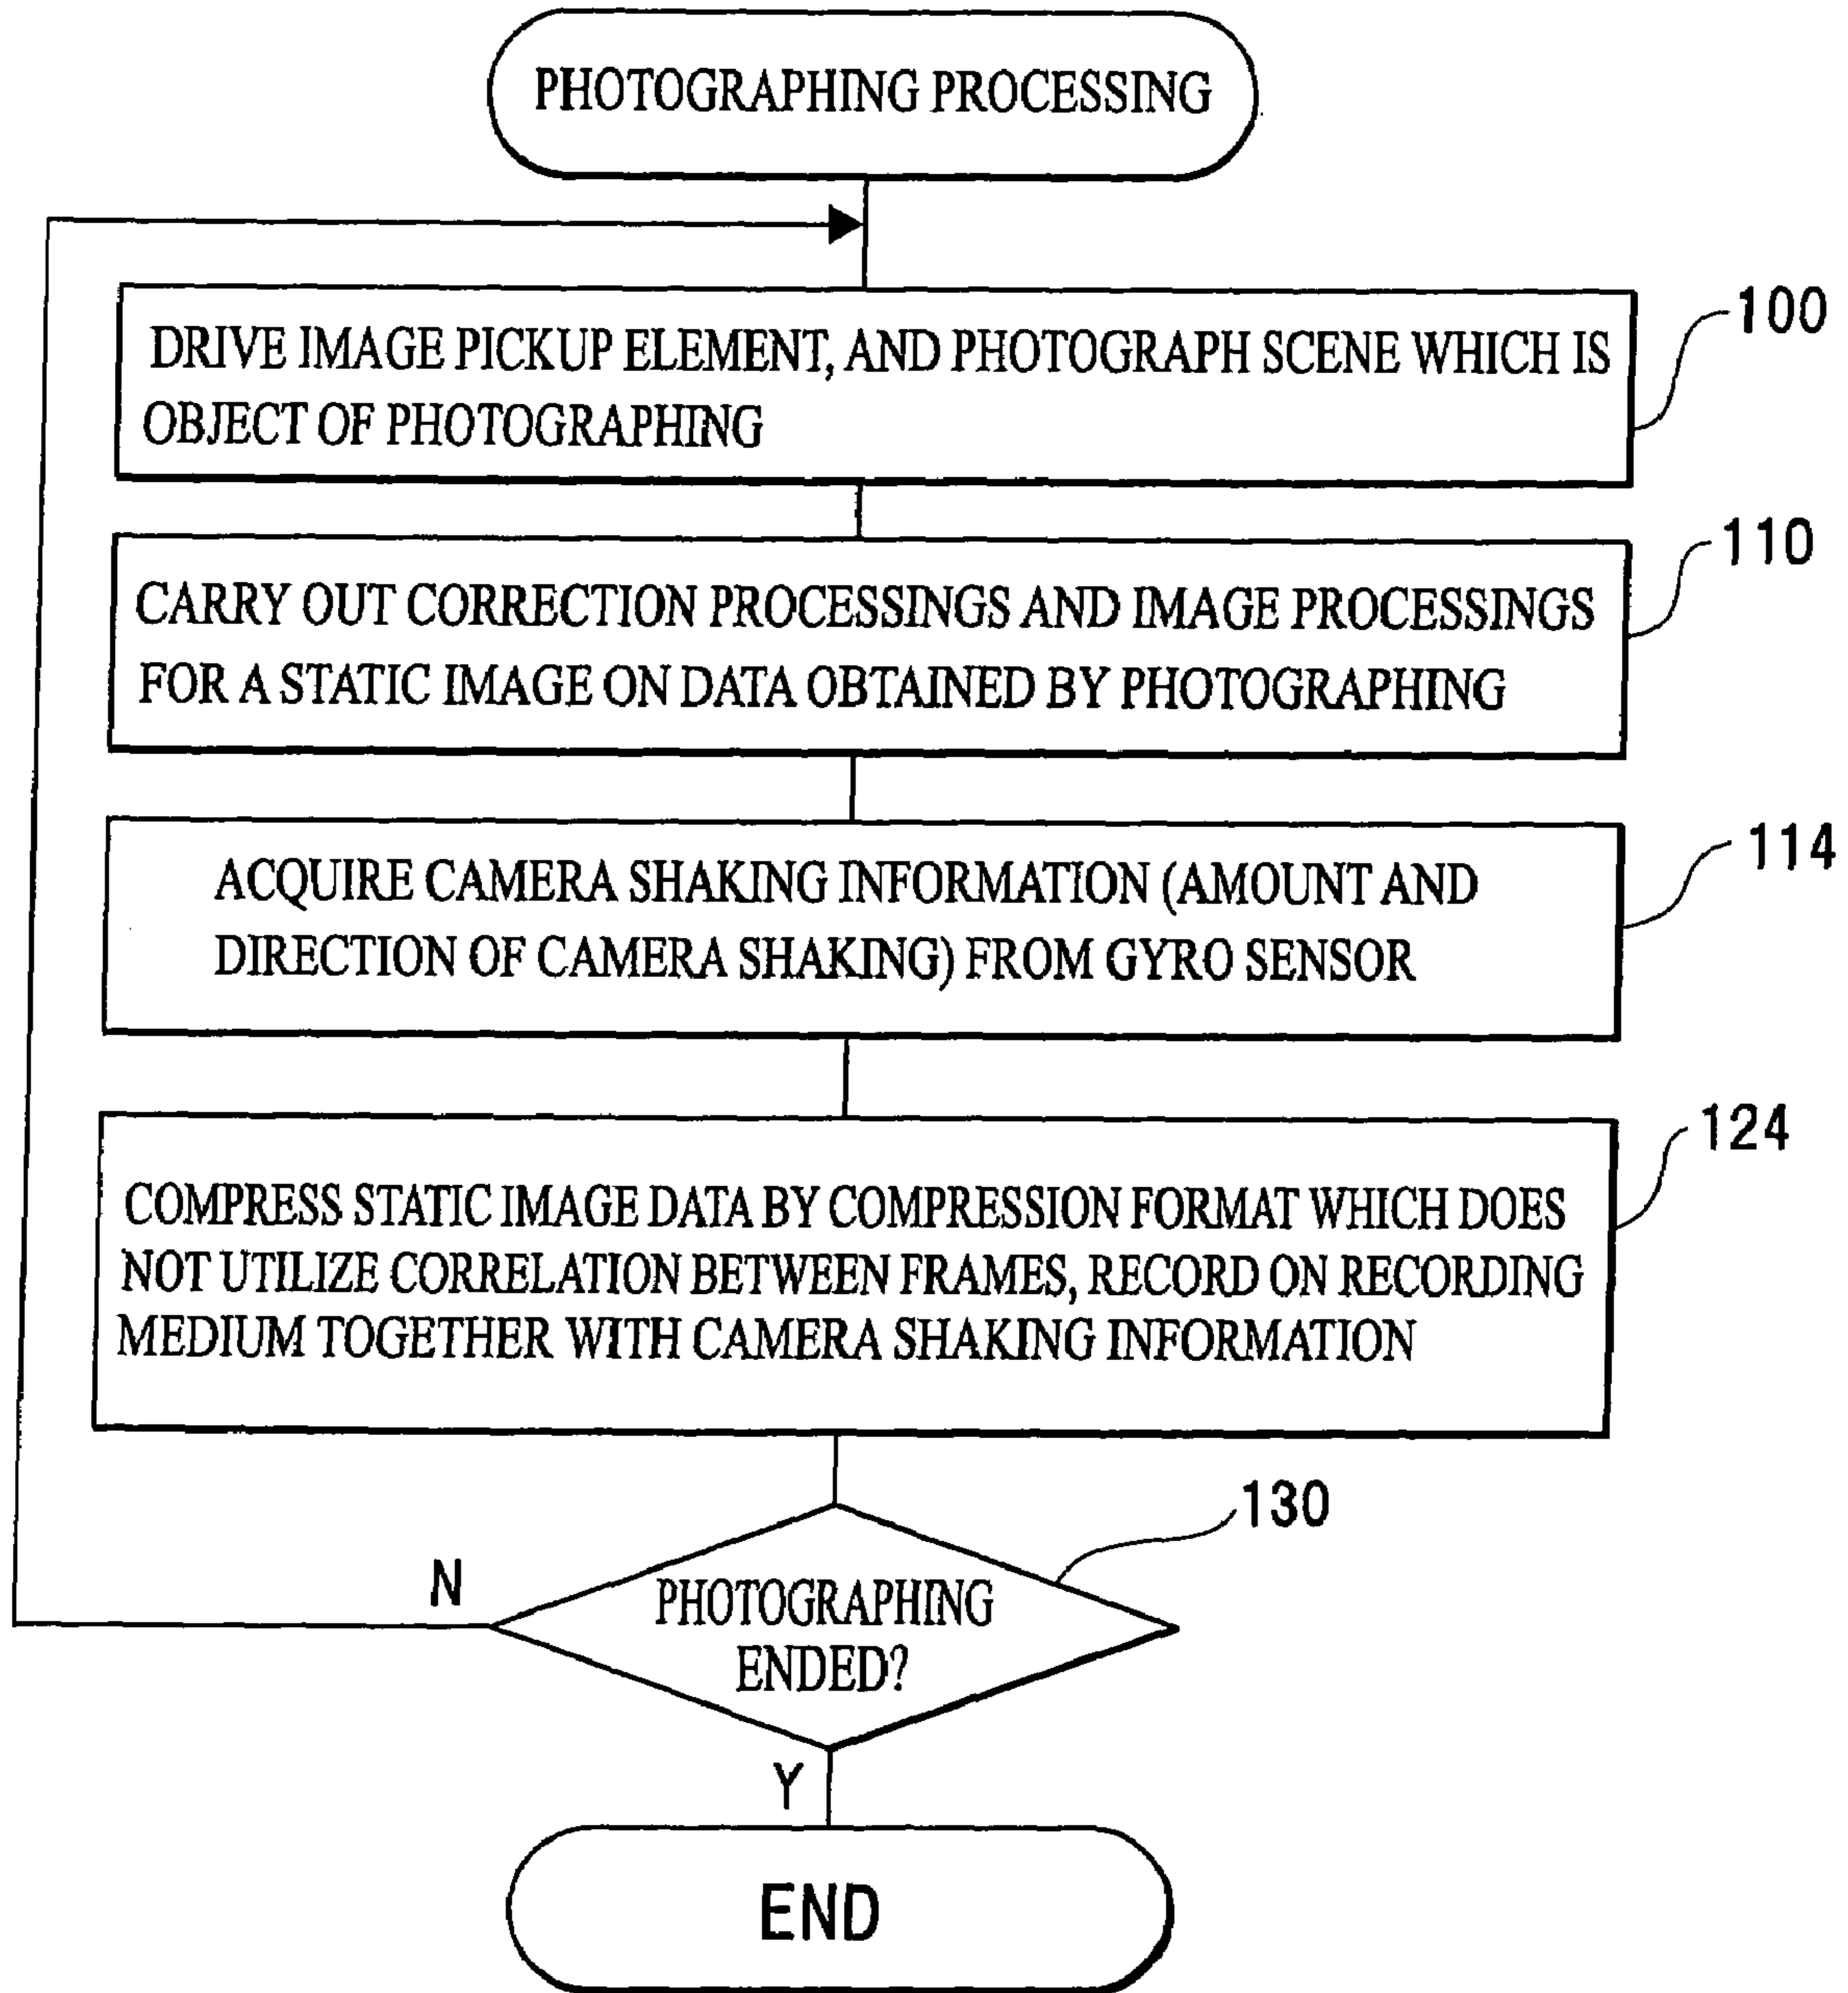 PHOTOGRAPHING PROCESSING
DRIVE IMAGE PICKUP ELEMENT, AND PHOTOGRAPH SCENE WHICH IS
OBJECT OF PHOTOGRAPHING
100
CARRY OUT CORRECTION PROCESSINGS AND IMAGE PROCESSINGS
FOR A STATIC IMAGE ON DATA OBTAINED BY PHOTOGRAPHING
110
ACQUIRE CAMERA SHAKING INFORMATION (AMOUNT AND
DIRECTION OF CAMERA SHAKING) FROM GYRO SENSOR
114
COMPRESS STATIC IMAGE DATA BY COMPRESSION FORMAT WHICH DOES
NOT UTILIZE CORRELATION BETWEEN FRAMES, RECORD ON RECORDING
MEDIUM TOGETHER WITH CAMERA SHAKING INFORMATION
124
130
N
PHOTOGRAPHING
ENDED?
Y
END